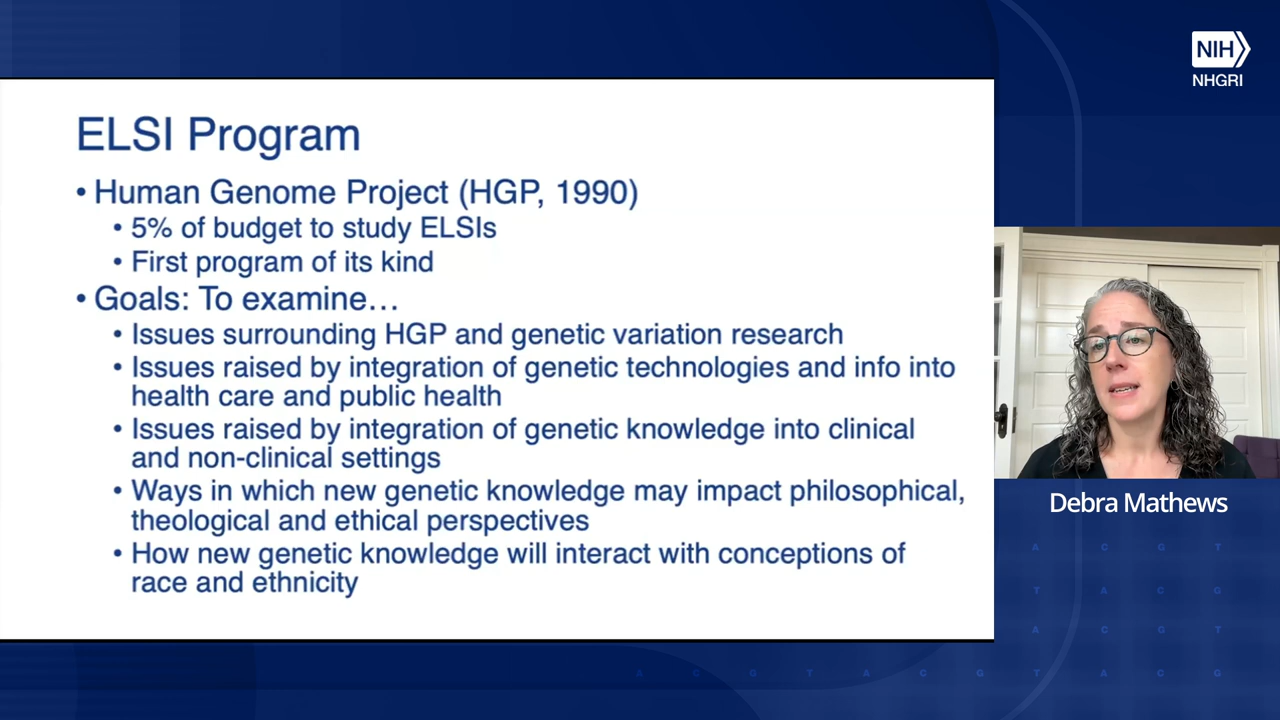 NIH
NHGRI
ELSI Program
• Human Genome Project (HGP, 1990)
• 5% of budget to study ELSIs
• First program of its kind
• Goals: To examine…
• Issues surrounding HGP and genetic variation research
• Issues raised by integration of genetic technologies and info into
health care and public health
• Issues raised by integration of genetic knowledge into clinical
and non-clinical settings
• Ways in which new genetic knowledge may impact philosophical,
theological and ethical perspectives
• How new genetic knowledge will interact with conceptions of
race and ethnicity
Debra Mathews
A C G T
T A C G
A C G T
A C G T A C G T A C G